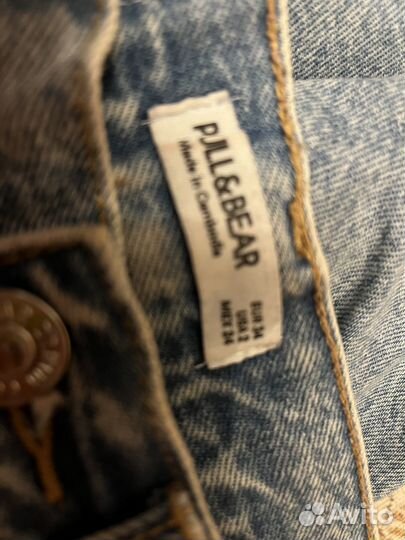 PULL&BEAR
Made in Cambodia
EUR 34
USA 2
MEX 24
Avito